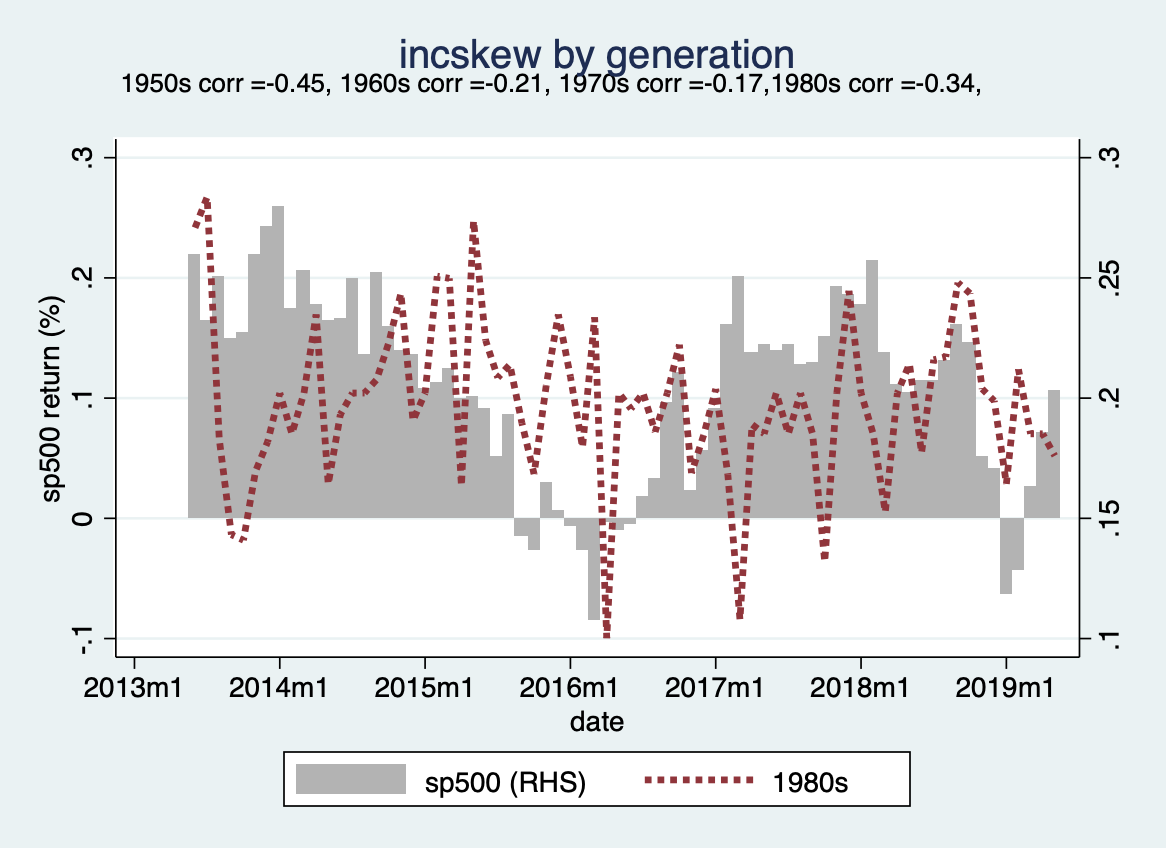 incskew by generation
1950s corr =-0.45, 1960s corr =-0.21, 1970s corr =-0.17,1980s corr =-0.34,
sp500 return (%)
.3
.2
.1
0
-.1
.3
.25
.2
.15
.1
2013m1 2014m1 2015m1 2016m1 2017m1 2018m1 2019m1
date
sp500 (RHS) 1980s